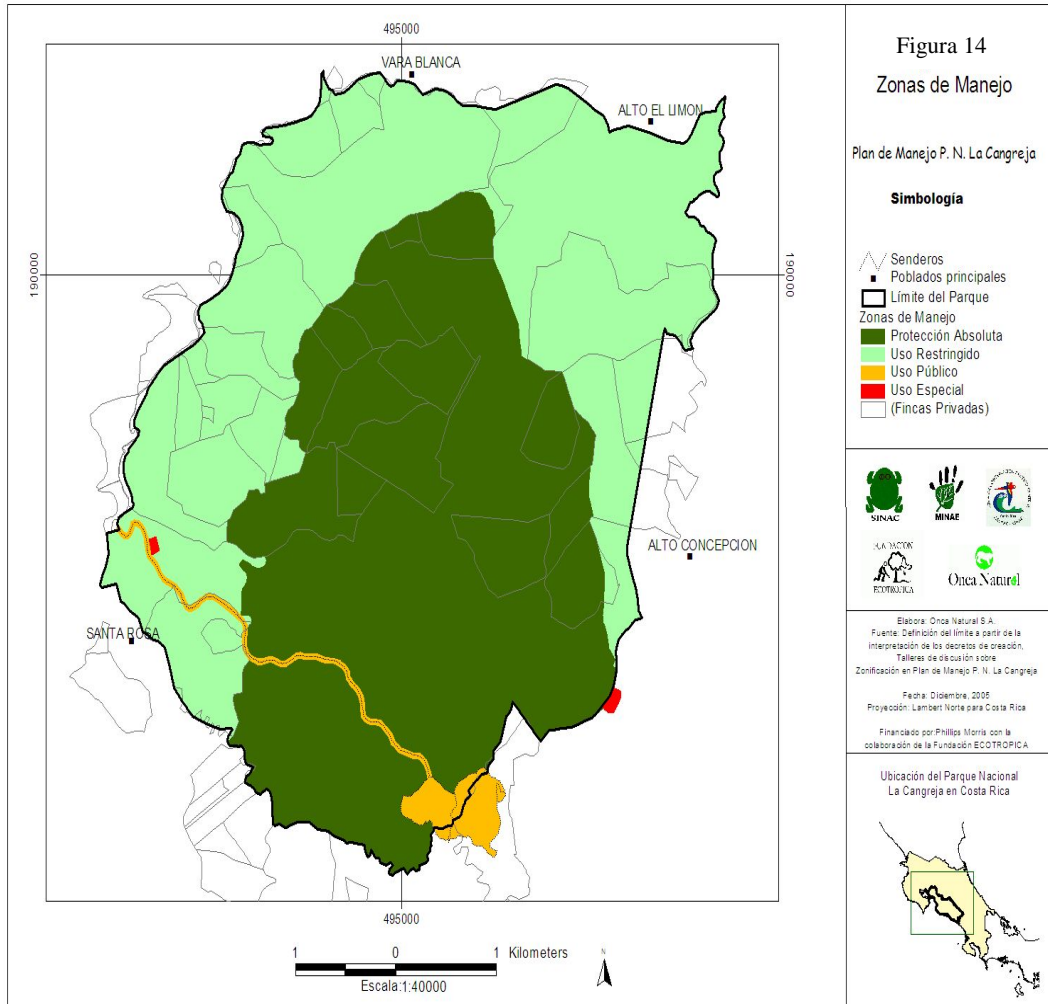 495000
VARA BLANCA
ALTO EL LIMON
190000
190000
ALTO CONCEPCION
SANTA ROSA
495000
1 0 1 Kilometers
Escala:1:40000
N
Figura 14
Zonas de Manejo
Plan de Manejo P. N. La Cangreja
Simbología
Senderos
Poblados principales
Límite del Parque
Zonas de Manejo
Protección Absoluta
Uso Restringido
Uso Público
Uso Especial
(Fincas Privadas)
SINAC
MINAE
FUNDACION
ECOTROPICA
Onca Natural
Elabora: Onca Natural S.A.
Fuente: Definición del límite a partir de la
interpretación de los decretos de creación,
Talleres de discusión sobre
Zonificación en Plan de Manejo P. N. La Cangreja
Fecha: Diciembre, 2005
Proyección: Lambert Norte para Costa Rica
Financiado por:Phillips Morris con la
colaboración de la Fundación ECOTROPICA
Ubicación del Parque Nacional
La Cangreja en Costa Rica